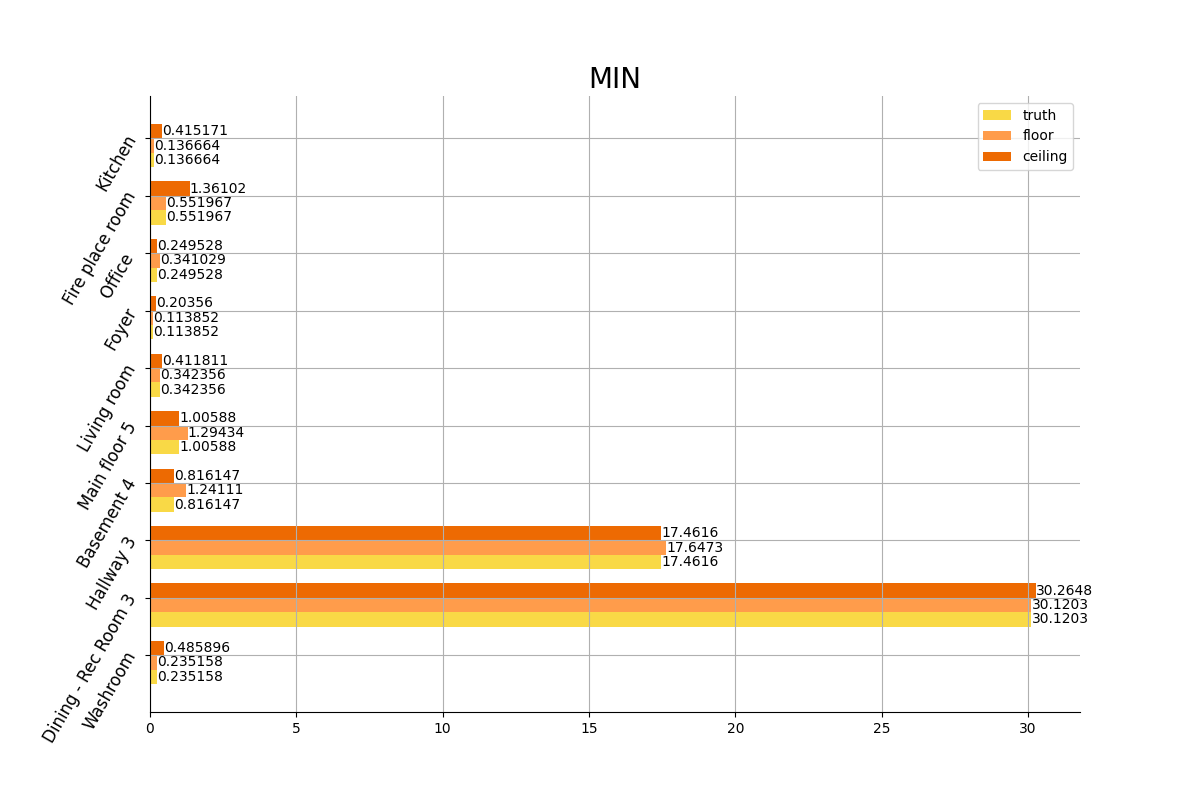 MIN
truth
floor
ceiling
Kitchen
0.415171
0.136664
0.136664
Fire place room
1.36102
0.551967
0.551967
Office
0.249528
0.341029
0.249528
Foyer
0.20356
0.113852
0.113852
Living room
0.411811
0.342356
0.342356
Main floor 5
1.00588
1.29434
1.00588
Basement 4
0.816147
1.24111
0.816147
Hallway 3
17.4616
17.6473
17.4616
Dining - Rec Room 3
30.2648
30.1203
30.1203
Washroom
0.485896
0.235158
0.235158
0 5 10 15 20 25 30